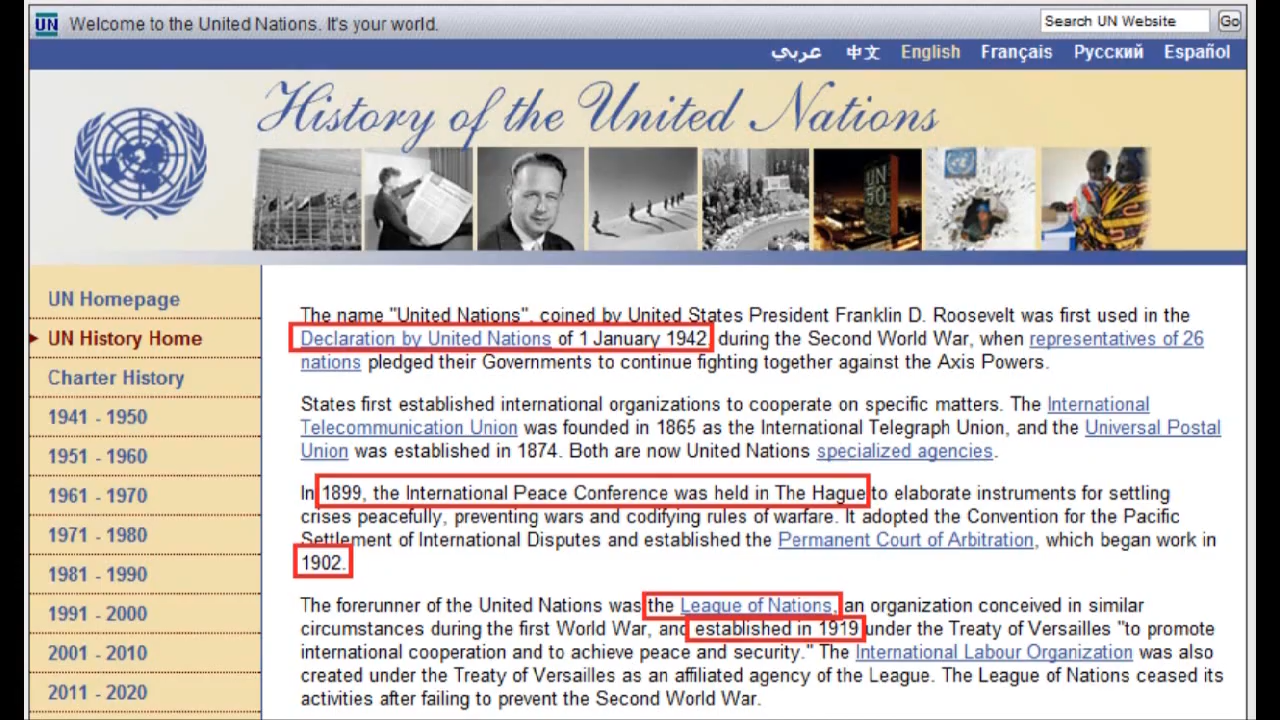 UN Welcome to the United Nations. It's your world. Search UN Website Go
عربي 中文 English Français Русский Español
History of the United Nations
UN
50
UN Homepage
UN History Home
Charter History
1941 - 1950
1951 - 1960
1961 - 1970
1971 - 1980
1981 - 1990
1991 - 2000
2001 - 2010
2011 - 2020
The name "United Nations", coined by United States President Franklin D. Roosevelt was first used in the
Declaration by United Nations of 1 January 1942, during the Second World War, when representatives of 26
nations pledged their Governments to continue fighting together against the Axis Powers.
States first established international organizations to cooperate on specific matters. The International
Telecommunication Union was founded in 1865 as the International Telegraph Union, and the Universal Postal
Union was established in 1874. Both are now United Nations specialized agencies.
In 1899, the International Peace Conference was held in The Hague to elaborate instruments for settling
crises peacefully, preventing wars and codifying rules of warfare. It adopted the Convention for the Pacific
Settlement of International Disputes and established the Permanent Court of Arbitration, which began work in
1902.
The forerunner of the United Nations was the League of Nations, an organization conceived in similar
circumstances during the first World War, and established in 1919 under the Treaty of Versailles "to promote
international cooperation and to achieve peace and security." The International Labour Organization was also
created under the Treaty of Versailles as an affiliated agency of the League. The League of Nations ceased its
activities after failing to prevent the Second World War.